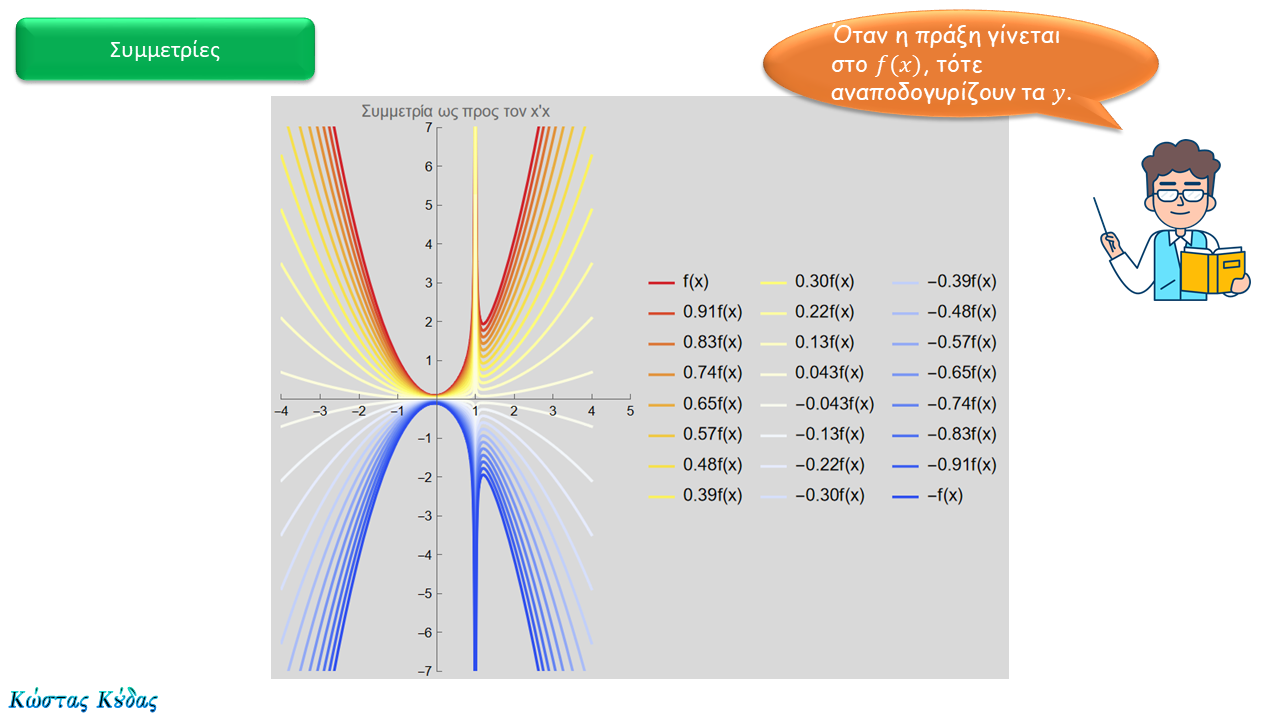 Συμμετρίες
Όταν η πράξη γίνεται
στο f(x), τότε
αναποδογυρίζουν τα y.
Συμμετρία ως προς τον x'x
7
6
5
4
3
2
1
−4 −3 −2 −1 1 2 3 4 5
−1
−2
−3
−4
−5
−6
−7
f(x) 0.30f(x) −0.39f(x)
0.91f(x) 0.22f(x) −0.48f(x)
0.83f(x) 0.13f(x) −0.57f(x)
0.74f(x) 0.043f(x) −0.65f(x)
0.65f(x) −0.043f(x) −0.74f(x)
0.57f(x) −0.13f(x) −0.83f(x)
0.48f(x) −0.22f(x) −0.91f(x)
0.39f(x) −0.30f(x) −f(x)
Κώστας Κύδας